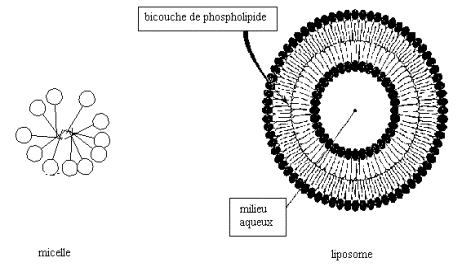 bicouche de phospholipide
milieu
aqueux
micelle
liposome